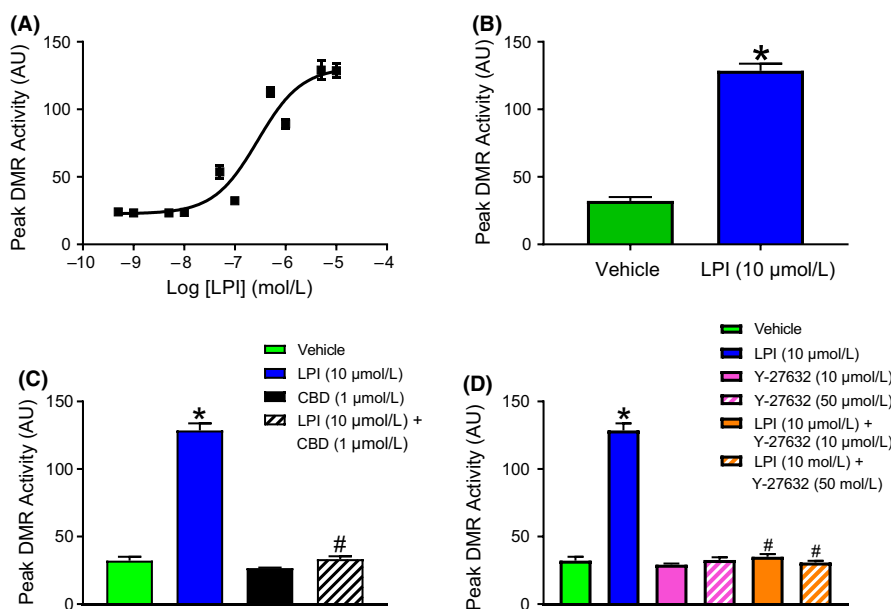 (A)
Peak DMR Activity (AU)
150
100
50
0
–10
–9
–8
–7
–6
–5
–4
Log [LPI] (mol/L)
(B)
Peak DMR Activity (AU)
150
100
50
0
*
Vehicle
LPI (10 µmol/L)
(C)
Vehicle
LPI (10 µmol/L)
CBD (1 µmol/L)
LPI (10 µmol/L) +
CBD (1 µmol/L)
Peak DMR Activity (AU)
150
100
50
0
*
#
(D)
Vehicle
LPI (10 µmol/L)
Y-27632 (10 µmol/L)
Y-27632 (50 µmol/L)
LPI (10 µmol/L) +
Y-27632 (10 µmol/L)
LPI (10 mol/L) +
Y-27632 (50 mol/L)
Peak DMR Activity (AU)
150
100
50
0
*
#
#